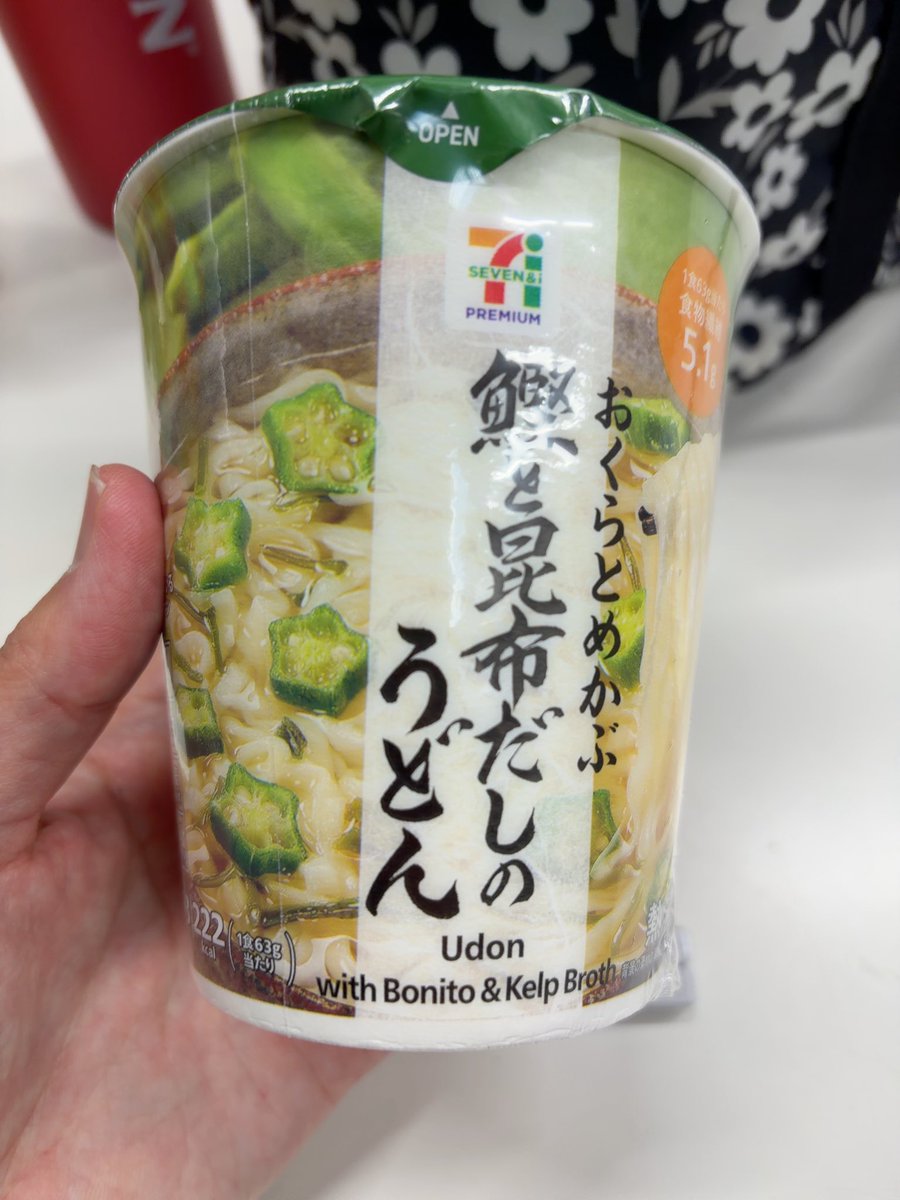 N
OPEN
SEVEN&i
PREMIUM
1食63g当たり
食物繊維
5.1g
おくらとめかぶ
鰹と昆布だしの
うどん
222
kcal
1食63g
当たり
Udon
with Bonito & Kelp Broth